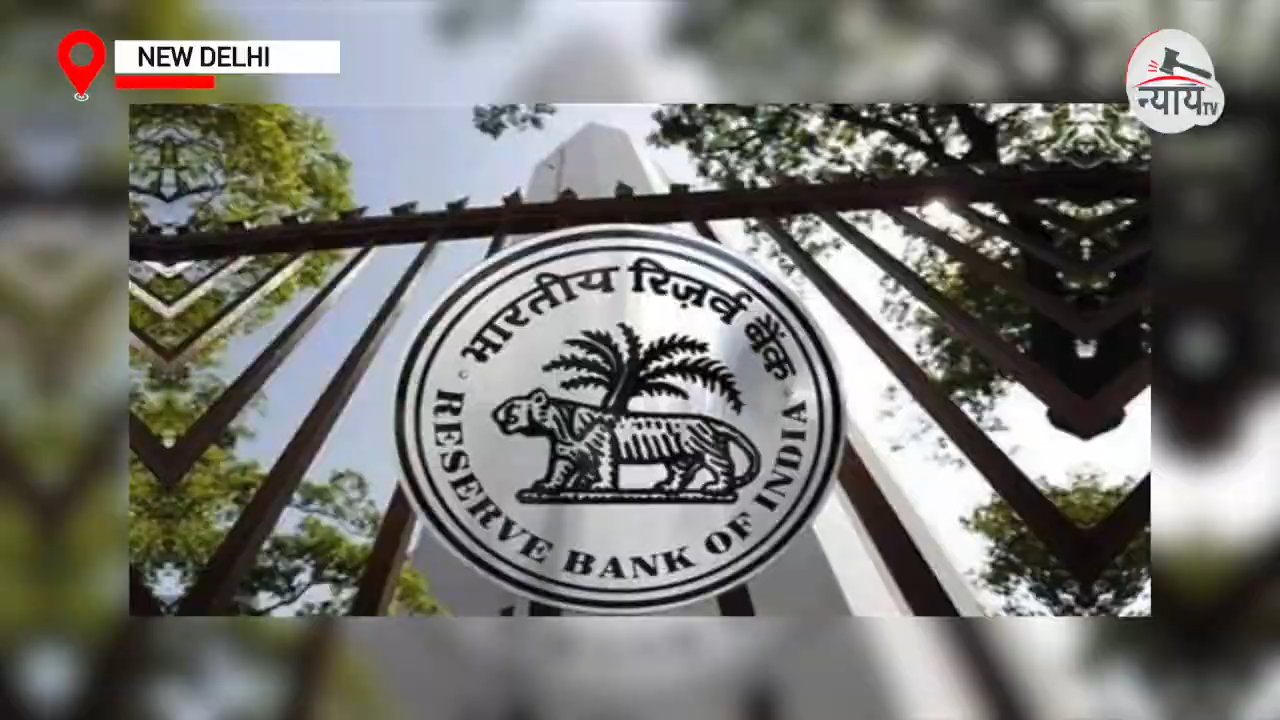 NEW DELHI
न्याय TV
भारतीय रिज़र्व बैंक
RESERVE BANK OF INDIA